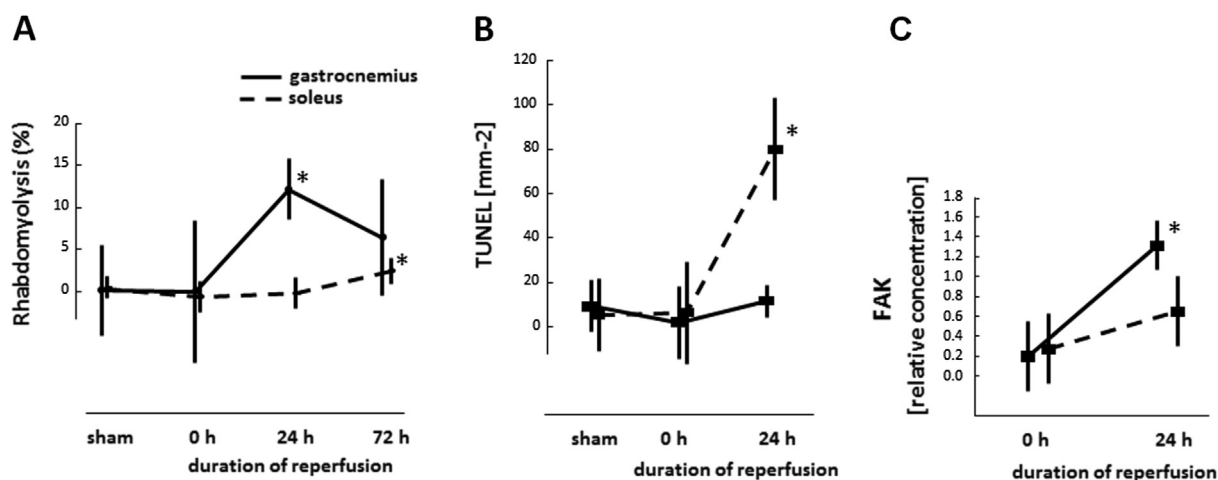 A
gastrocnemius
soleus
Rhabdomyolysis (%)
20
15
10
5
0
sham 0 h 24 h 72 h
duration of reperfusion
*
*
B
TUNEL [mm-2]
120
100
80
60
40
20
0
sham 0 h 24 h
duration of reperfusion
*
C
FAK
[relative concentration]
1.8
1.6
1.4
1.2
1.0
0.8
0.6
0.4
0.2
0.0
0 h 24 h
duration of reperfusion
*